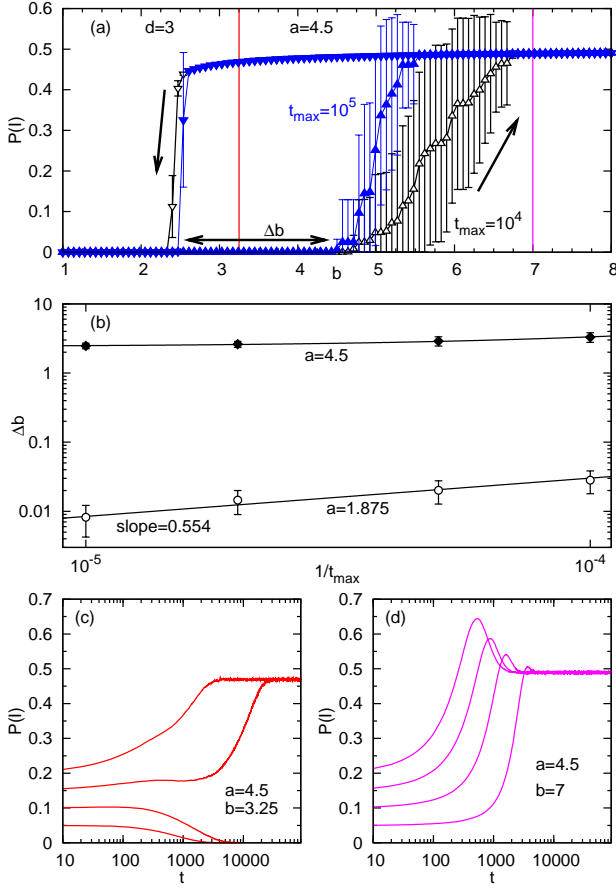 (a) d=3 a=4.5
0.6
0.5
0.4
0.3
0.2
0.1
0
P(I)
t_max=10^5
t_max=10^4
Δb
1 2 3 4 5 6 7 8
b
(b)
10
1
0.1
0.01
Δb
a=4.5
a=1.875
slope=0.554
10^-5 10^-4
1/t_max
(c)
0.7
0.6
0.5
0.4
0.3
0.2
0.1
0
P(I)
a=4.5
b=3.25
10 100 1000 10000
t
(d)
0.7
0.6
0.5
0.4
0.3
0.2
0.1
0
P(I)
a=4.5
b=7
10 100 1000 10000
t